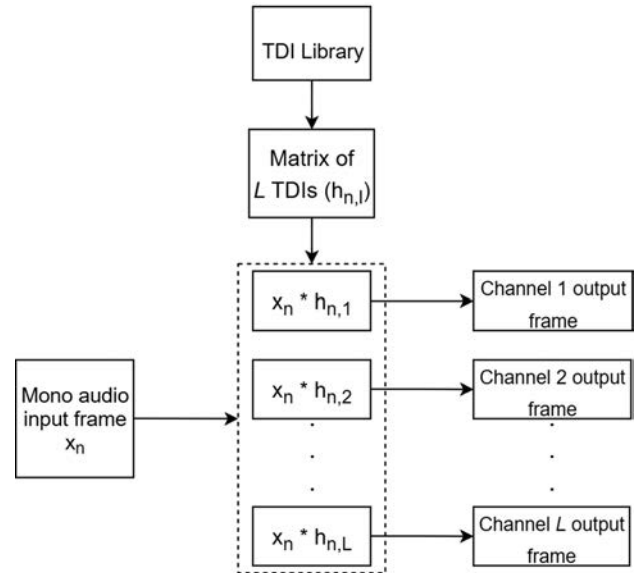 TDI Library
Matrix of
L TDIs (hₙ,ₗ)
xₙ * hₙ,₁
Channel 1 output
frame
Mono audio
input frame
xₙ
xₙ * hₙ,₂
Channel 2 output
frame
.
.
.
.
.
.
xₙ * hₙ,L
Channel L output
frame